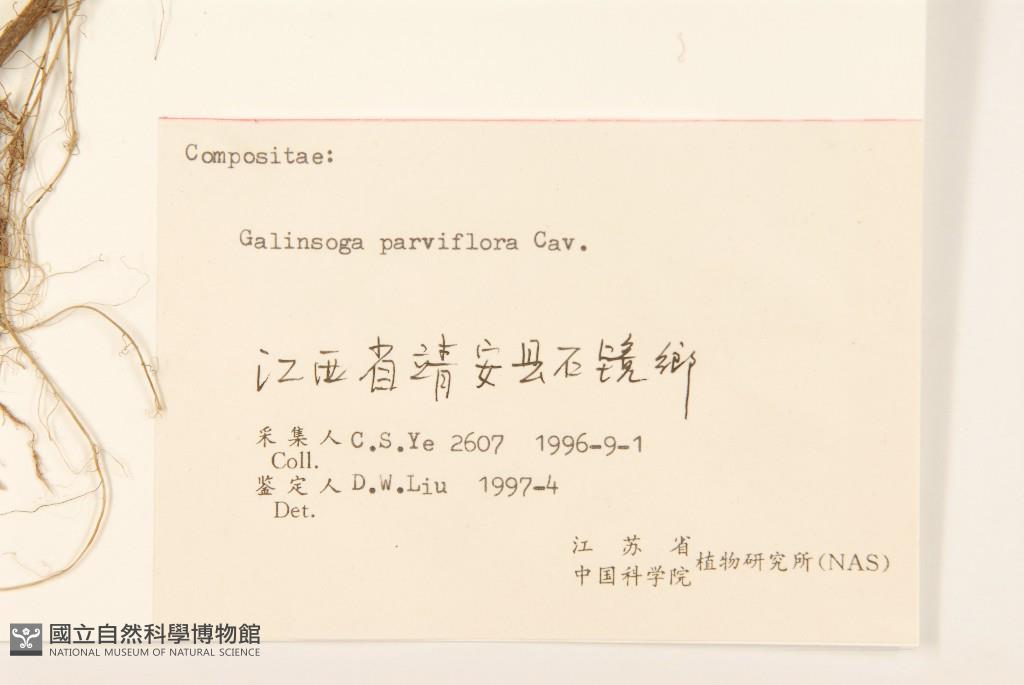 Compositae:
Galinsoga parviflora Cav.
江西省靖安县石镜鄉
采集人 C.S.Ye 2607 1996-9-1
Coll.
鉴定人 D.W.Liu 1997-4
Det.
江苏省
中国科学院植物研究所(NAS)
國立自然科學博物館
NATIONAL MUSEUM OF NATURAL SCIENCE